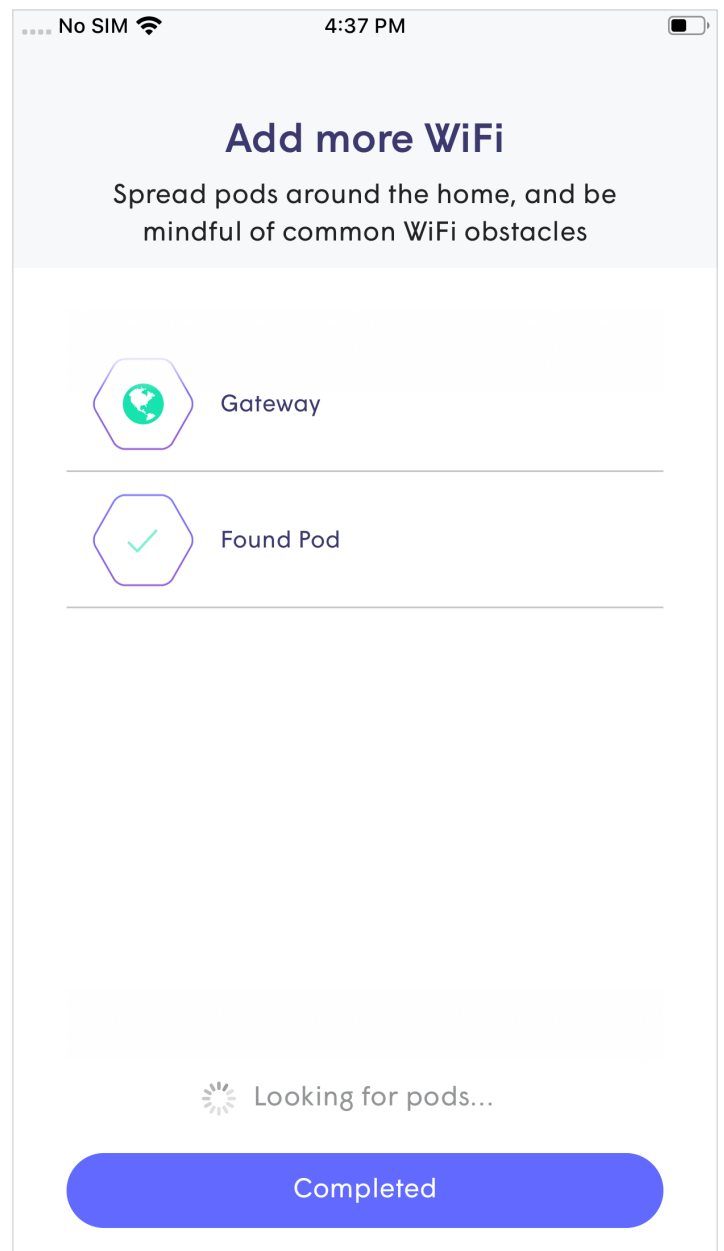 No SIM
4:37 PM
Add more WiFi
Spread pods around the home, and be
mindful of common WiFi obstacles
Gateway
Found Pod
Looking for pods...
Completed